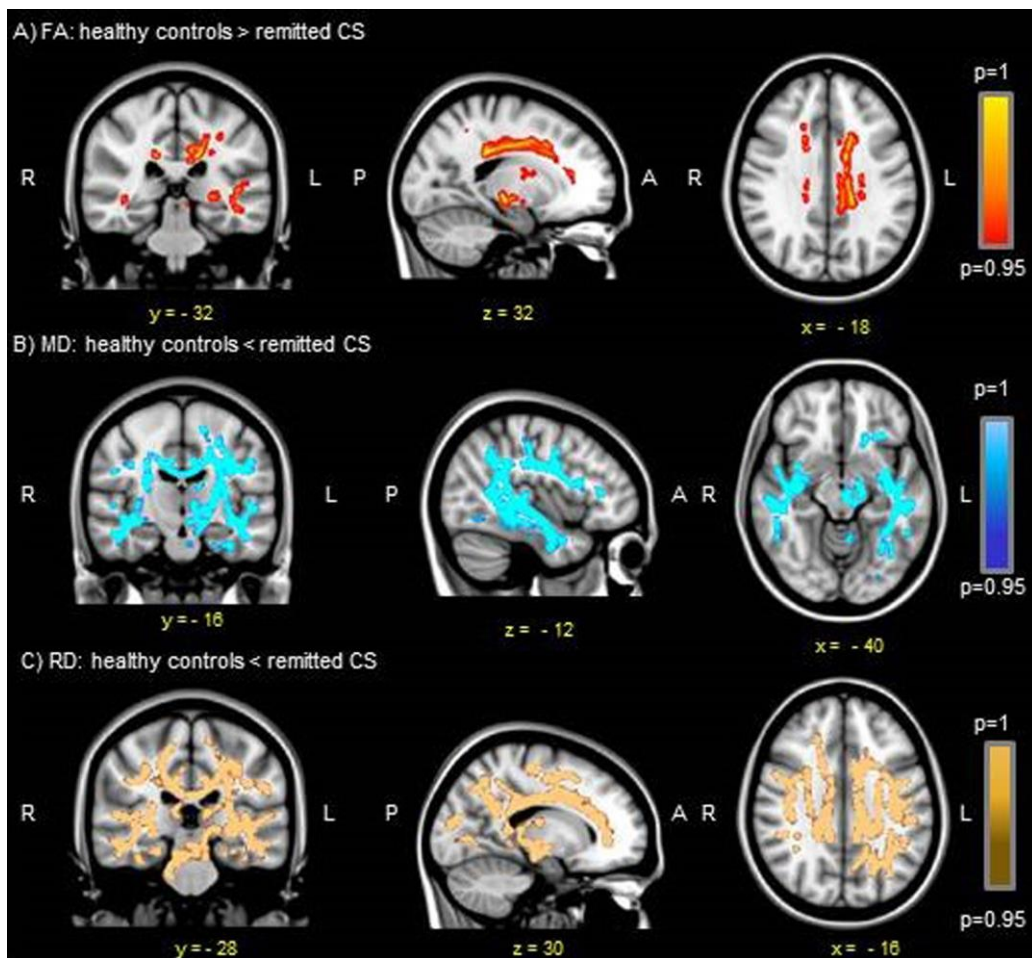 A) FA: healthy controls > remitted CS
p=1
R L P A R L
p=0.95
y = - 32 z = 32 x = - 18
B) MD: healthy controls < remitted CS
p=1
R L P A R L
p=0.95
y = - 16 z = - 12 x = - 40
C) RD: healthy controls < remitted CS
p=1
R L P A R L
p=0.95
y = - 28 z = 30 x = - 16